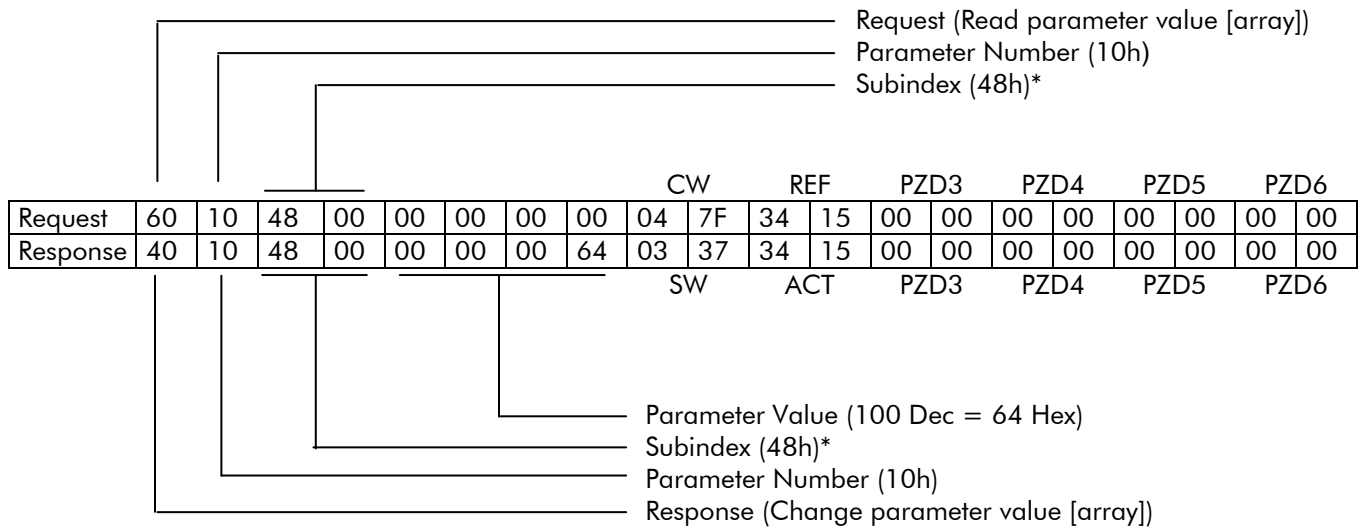 Request (Read parameter value [array])
Parameter Number (10h)
Subindex (48h)*
CW REF PZD3 PZD4 PZD5 PZD6
Request 60 10 48 00 00 00 00 00 04 7F 34 15 00 00 00 00 00 00 00 00
Response 40 10 48 00 00 00 00 64 03 37 34 15 00 00 00 00 00 00 00 00
SW ACT PZD3 PZD4 PZD5 PZD6
Parameter Value (100 Dec = 64 Hex)
Subindex (48h)*
Parameter Number (10h)
Response (Change parameter value [array])